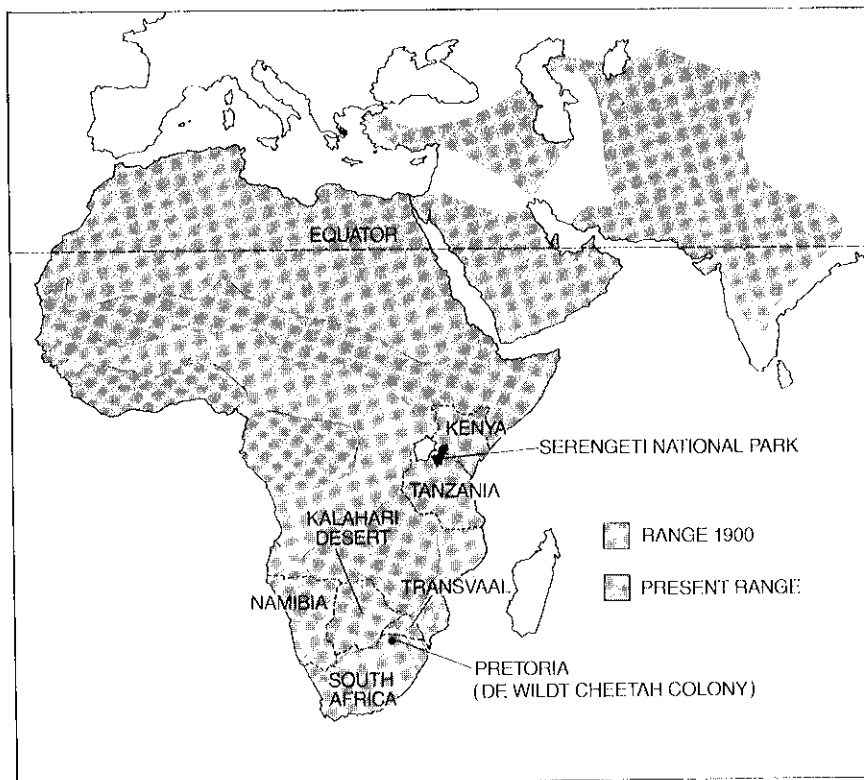 EQUATOR
KENYA
SERENGETI NATIONAL PARK
TANZANIA
KALAHARI
DESERT
RANGE 1900
TRANSVAAL
PRESENT RANGE
NAMIBIA
PRETORIA
(DE WILDT CHEETAH COLONY)
SOUTH
AFRICA